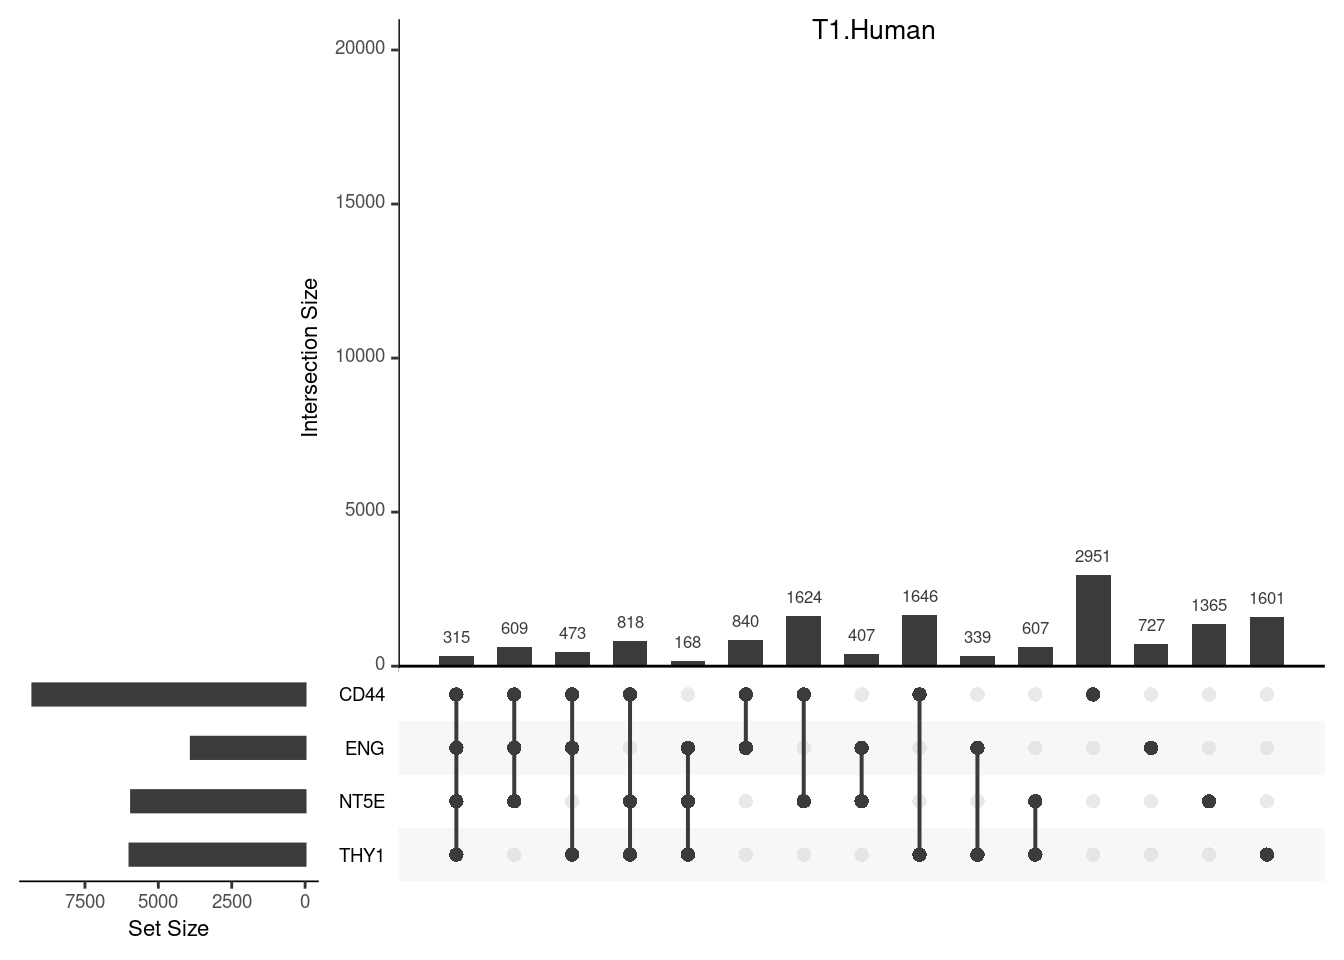 T1.Human
20000
15000
10000
5000
0
Intersection Size
315 609 473 818 168 840 1624 407 1646 339 607 2951 727 1365 1601
CD44
ENG
NT5E
THY1
7500 5000 2500 0
Set Size